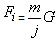 Fᵢ = m/j G